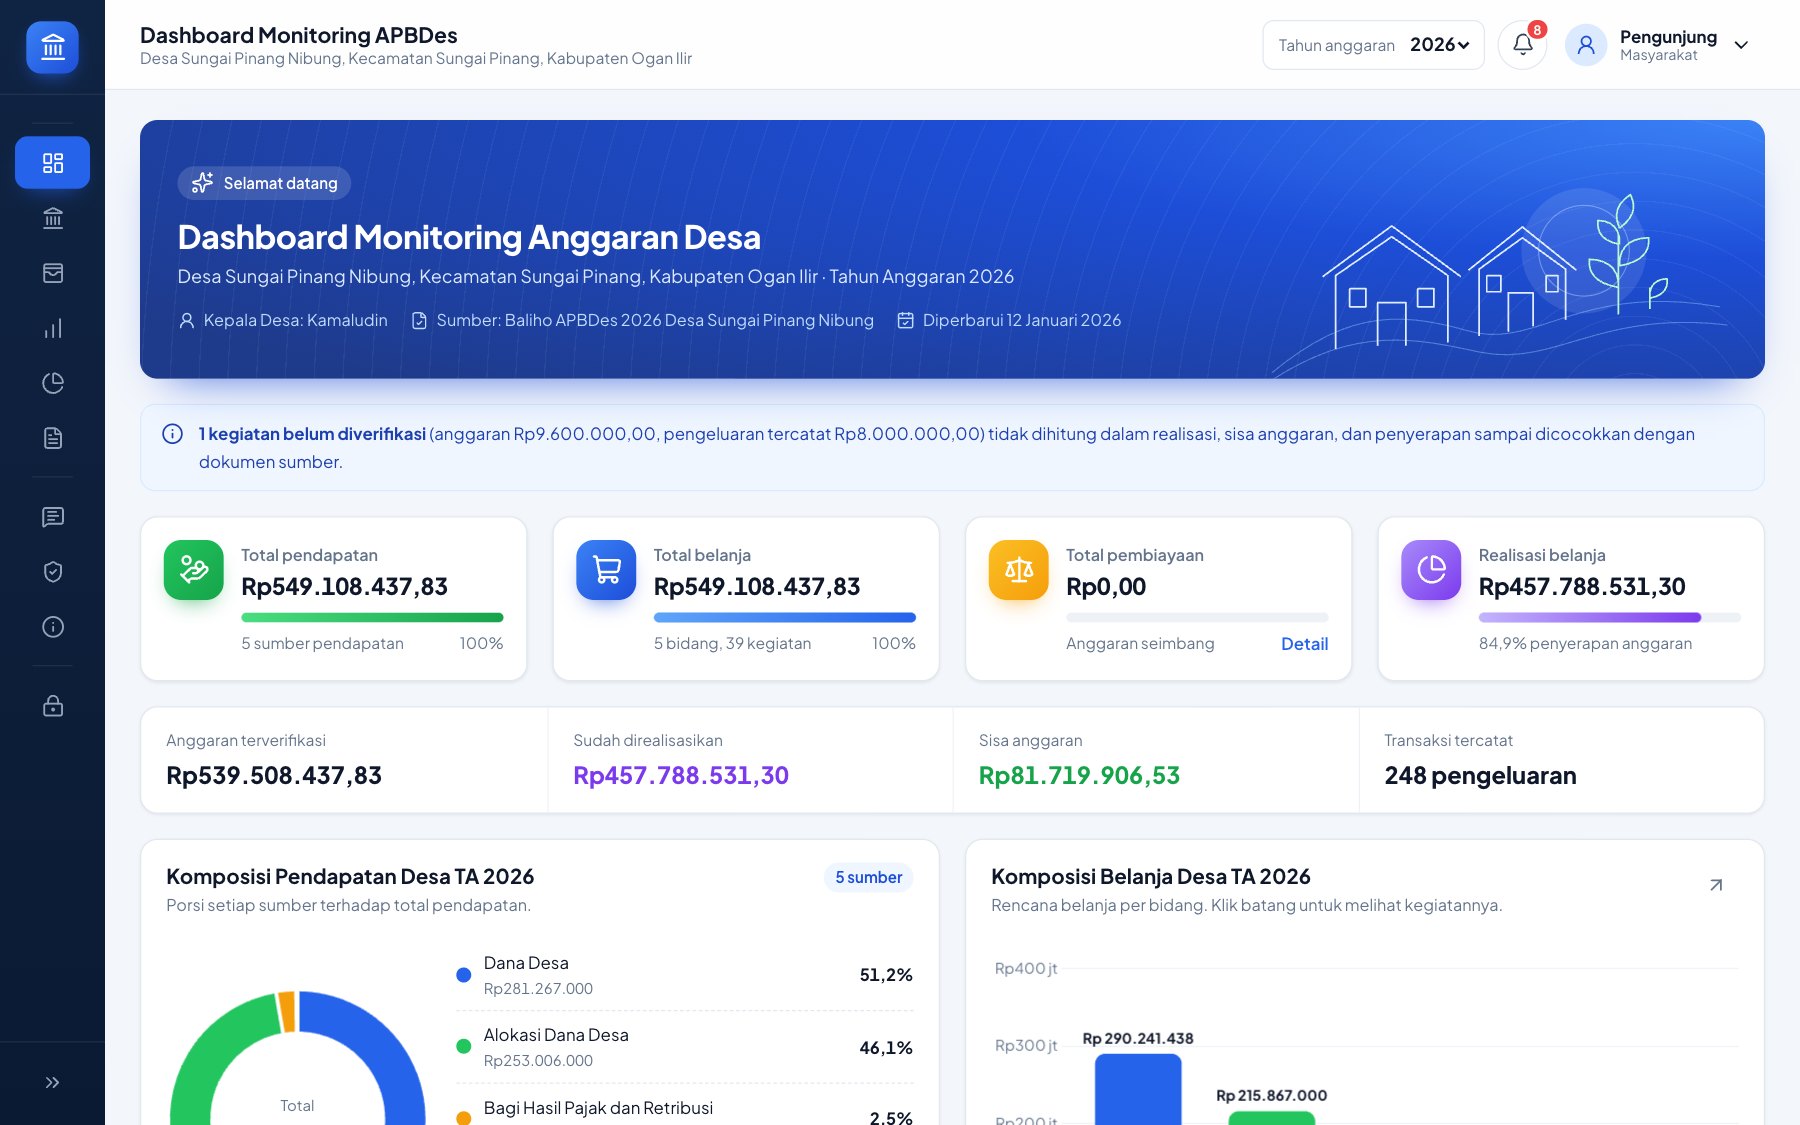 Dashboard Monitoring APBDes
Desa Sungai Pinang Nibung, Kecamatan Sungai Pinang, Kabupaten Ogan Ilir
Tahun anggaran 2026
8
Pengunjung
Masyarakat
Selamat datang
Dashboard Monitoring Anggaran Desa
Desa Sungai Pinang Nibung, Kecamatan Sungai Pinang, Kabupaten Ogan Ilir · Tahun Anggaran 2026
Kepala Desa: Kamaludin
Sumber: Baliho APBDes 2026 Desa Sungai Pinang Nibung
Diperbarui 12 Januari 2026
1 kegiatan belum diverifikasi (anggaran Rp9.600.000,00, pengeluaran tercatat Rp8.000.000,00) tidak dihitung dalam realisasi, sisa anggaran, dan penyerapan sampai dicocokkan dengan
dokumen sumber.
Total pendapatan
Rp549.108.437,83
5 sumber pendapatan 100%
Total belanja
Rp549.108.437,83
5 bidang, 39 kegiatan 100%
Total pembiayaan
Rp0,00
Anggaran seimbang Detail
Realisasi belanja
Rp457.788.531,30
84,9% penyerapan anggaran
Anggaran terverifikasi
Rp539.508.437,83
Sudah direalisasikan
Rp457.788.531,30
Sisa anggaran
Rp81.719.906,53
Transaksi tercatat
248 pengeluaran
Komposisi Pendapatan Desa TA 2026
Porsi setiap sumber terhadap total pendapatan.
5 sumber
Total
Dana Desa
Rp281.267.000
51,2%
Alokasi Dana Desa
Rp253.006.000
46,1%
Bagi Hasil Pajak dan Retribusi
2,5%
Komposisi Belanja Desa TA 2026
Rencana belanja per bidang. Klik batang untuk melihat kegiatannya.
Rp400 jt
Rp 290.241.438
Rp300 jt
Rp 215.867.000
Rp200 jt